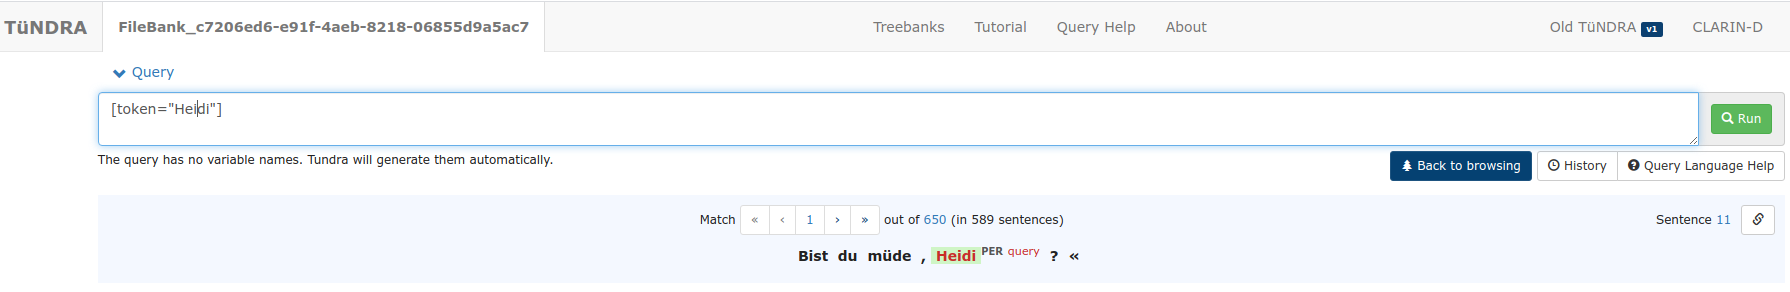 TüNDRA FileBank_c7206ed6-e91f-4aeb-8218-06855d9a5ac7 Treebanks Tutorial Query Help About Old TüNDRA v1 CLARIN-D
Query
[token="Heidi"]
Run
The query has no variable names. Tundra will generate them automatically.
Back to browsing History Query Language Help
Match « ‹ 1 › » out of 650 (in 589 sentences) Sentence 11
Bist du müde , Heidi PER query ? «